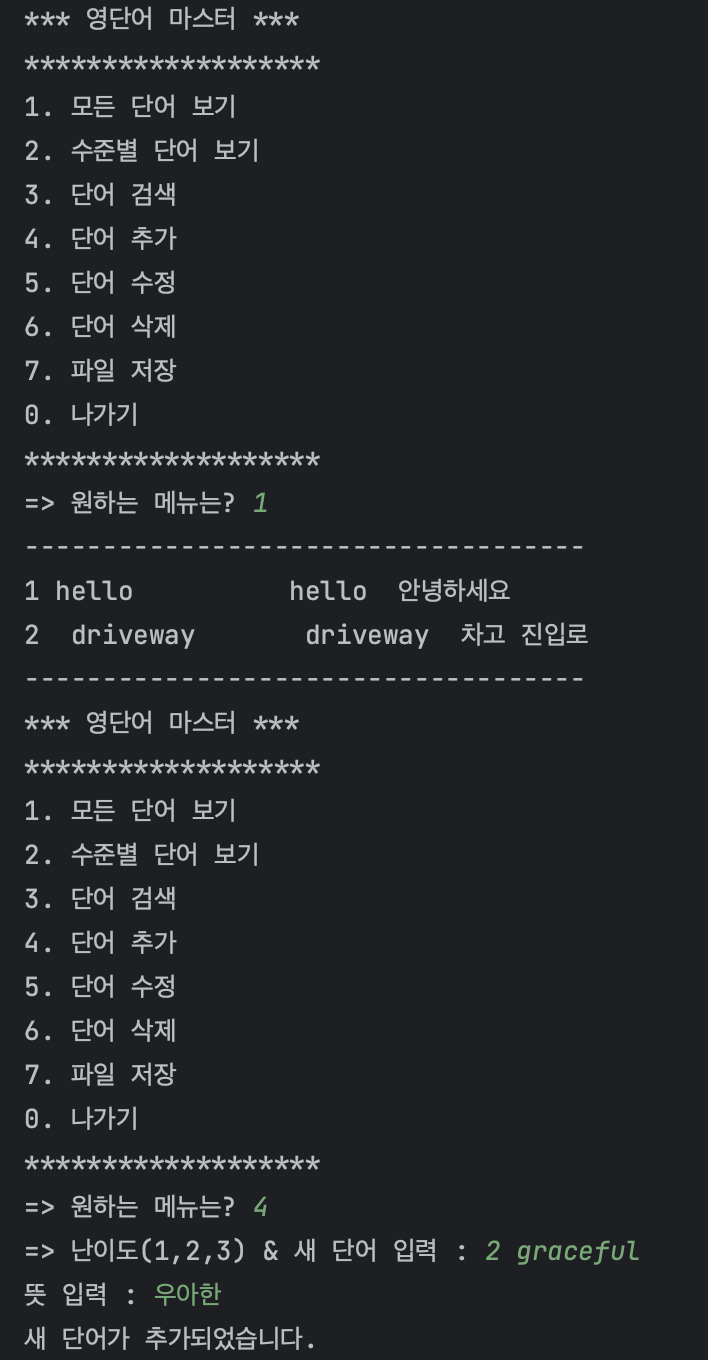 *** 영단어 마스터 ***
*******************
1. 모든 단어 보기
2. 수준별 단어 보기
3. 단어 검색
4. 단어 추가
5. 단어 수정
6. 단어 삭제
7. 파일 저장
0. 나가기
*******************
=> 원하는 메뉴는? 1
------------------------------------
1 hello          hello  안녕하세요
2  driveway       driveway  차고 진입로
------------------------------------
*** 영단어 마스터 ***
*******************
1. 모든 단어 보기
2. 수준별 단어 보기
3. 단어 검색
4. 단어 추가
5. 단어 수정
6. 단어 삭제
7. 파일 저장
0. 나가기
*******************
=> 원하는 메뉴는? 4
=> 난이도(1,2,3) & 새 단어 입력 : 2 graceful
뜻 입력 : 우아한
새 단어가 추가되었습니다.